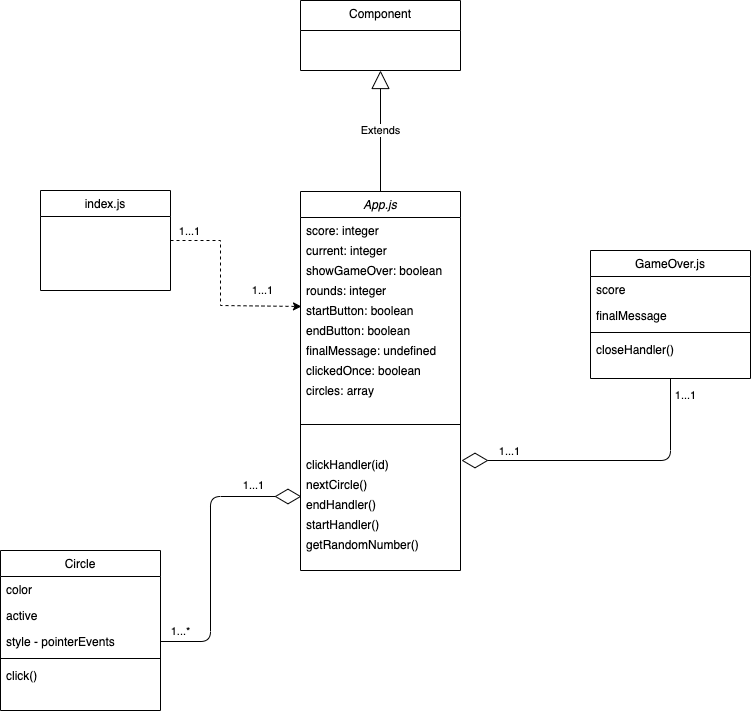 Component
Extends
index.js
1...1
1...1
App.js
score: integer
current: integer
showGameOver: boolean
rounds: integer
startButton: boolean
endButton: boolean
finalMessage: undefined
clickedOnce: boolean
circles: array
clickHandler(id)
nextCircle()
endHandler()
startHandler()
getRandomNumber()
GameOver.js
score
finalMessage
closeHandler()
1...1
1...1
1...1
Circle
color
active
style - pointerEvents
click()
1...*